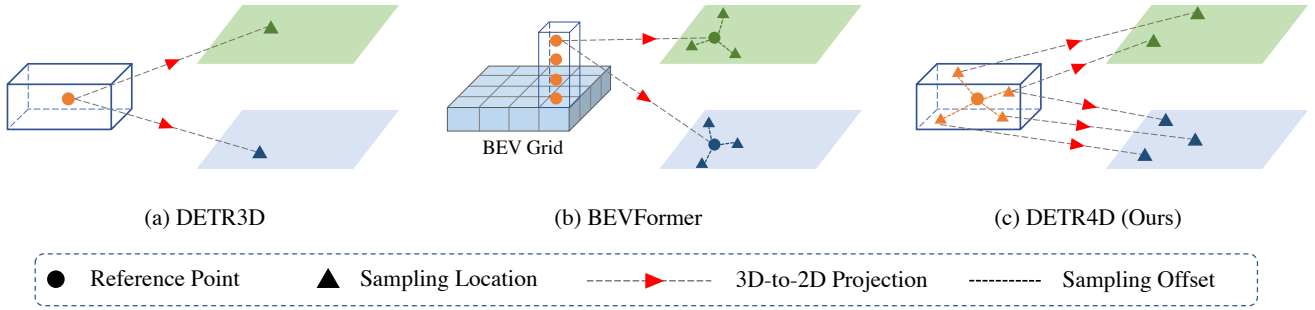 BEV Grid
(a) DETR3D
(b) BEVFormer
(c) DETR4D (Ours)
Reference Point
Sampling Location
3D-to-2D Projection
Sampling Offset